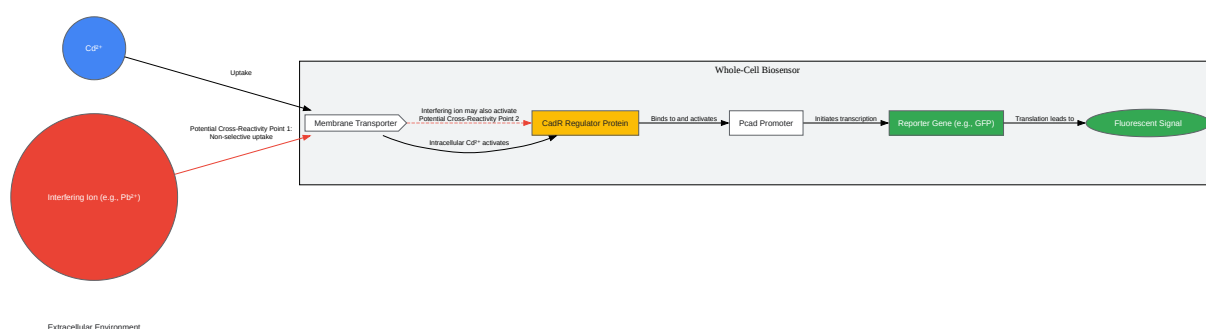 Cd²⁺
Uptake
Whole-Cell Biosensor
Potential Cross-Reactivity Point 1:
Non-selective uptake
Membrane Transporter
Interfering ion may also activate
Potential Cross-Reactivity Point 2
Intracellular Cd²⁺ activates
CadR Regulator Protein
Binds to and activates
Pcad Promoter
Initiates transcription
Reporter Gene (e.g., GFP)
Translation leads to
Fluorescent Signal
Interfering Ion (e.g., Pb²⁺)
Extracellular Environment